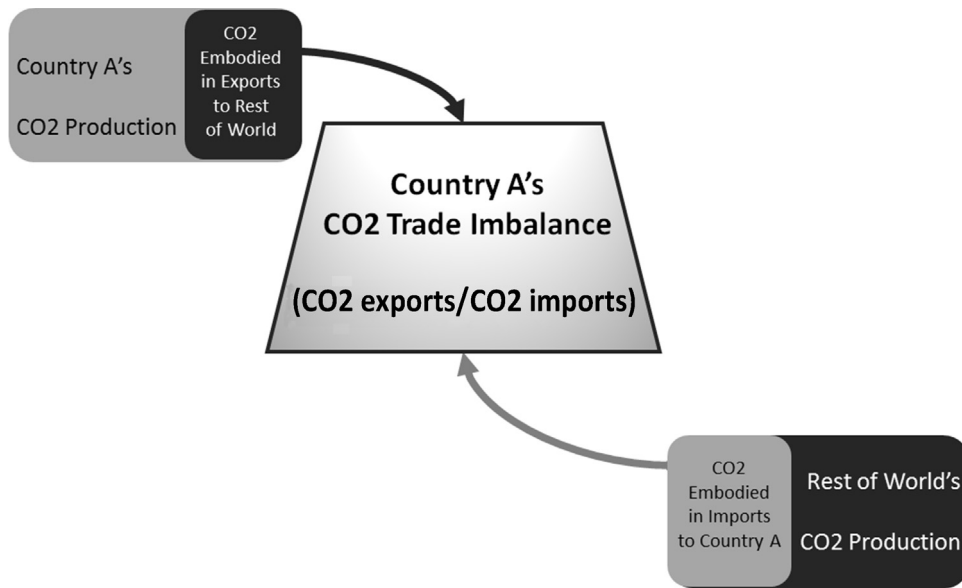 Country A's
CO2 Production
CO2
Embodied
in Exports
to Rest
of World
Country A's
CO2 Trade Imbalance
(CO2 exports/CO2 imports)
CO2
Embodied
in Imports
to Country A
Rest of World's
CO2 Production